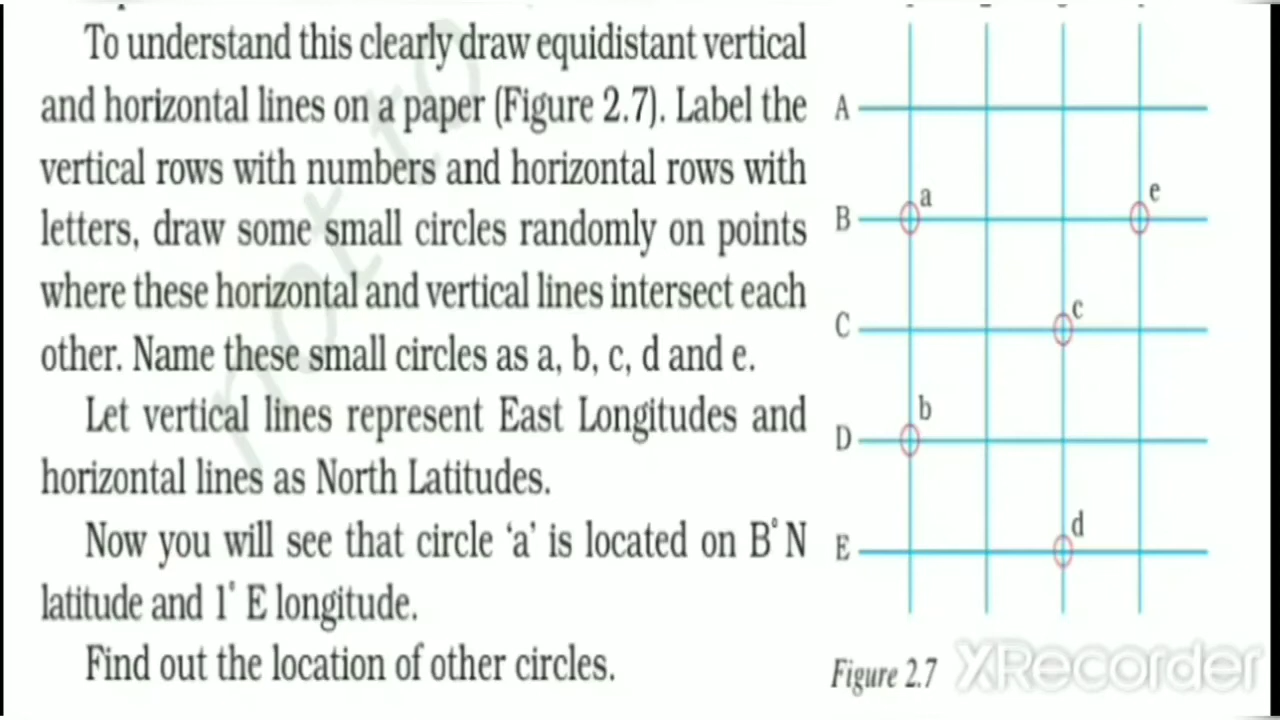 To understand this clearly draw equidistant vertical
and horizontal lines on a paper (Figure 2.7). Label the
vertical rows with numbers and horizontal rows with
letters, draw some small circles randomly on points
where these horizontal and vertical lines intersect each
other. Name these small circles as a, b, c, d and e.
Let vertical lines represent East Longitudes and
horizontal lines as North Latitudes.
Now you will see that circle ‘a’ is located on B° N
latitude and 1° E longitude.
Find out the location of other circles.
A
a
e
B
c
C
b
D
d
E
Figure 2.7
XRecorder
not to